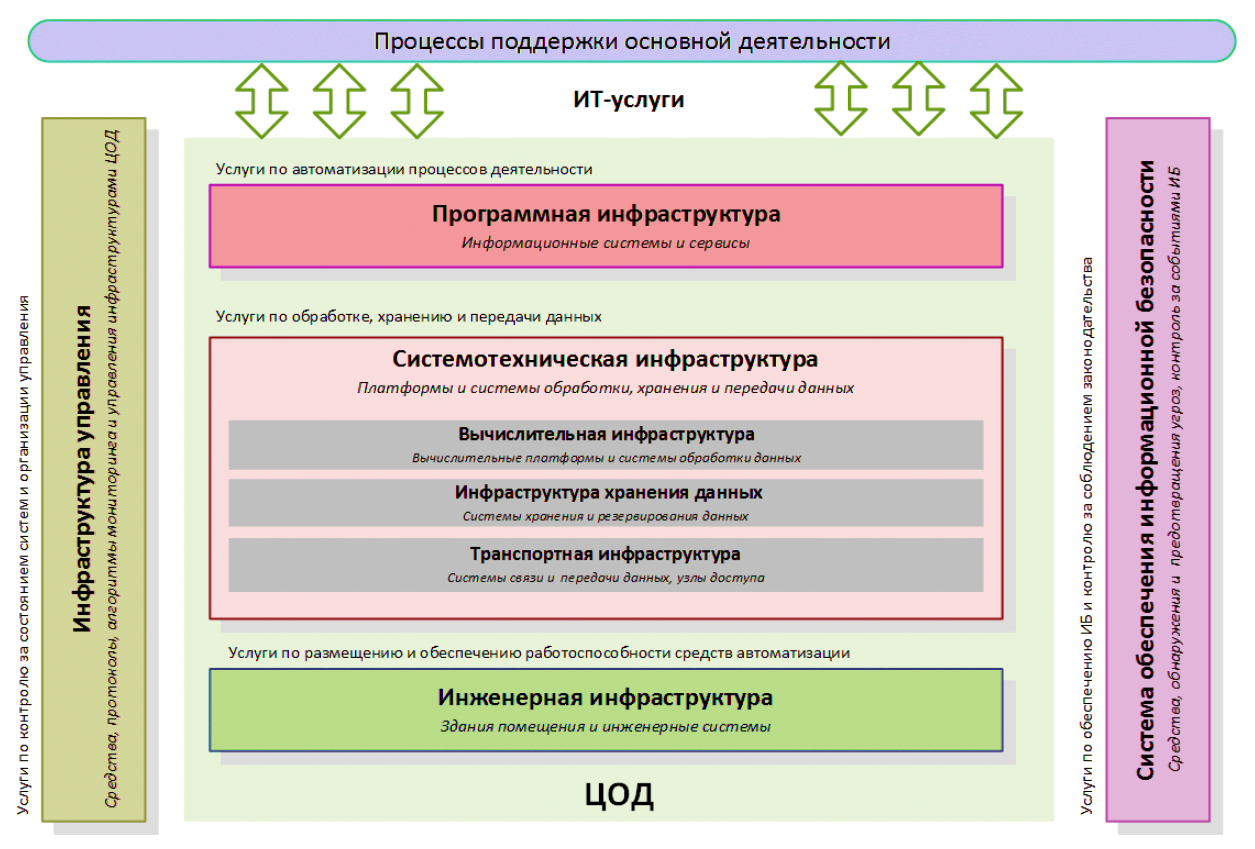 Процессы поддержки основной деятельности
ИТ-услуги
Услуги по контролю за состоянием систем и организации управления
Инфраструктура управления
Средства, протоколы, алгоритмы мониторинга и управления инфраструктурами ЦОД
Услуги по автоматизации процессов деятельности
Программная инфраструктура
Информационные системы и сервисы
Услуги по обработке, хранению и передачи данных
Системотехническая инфраструктура
Платформы и системы обработки, хранения и передачи данных
Вычислительная инфраструктура
Вычислительные платформы и системы обработки данных
Инфраструктура хранения данных
Системы хранения и резервирования данных
Транспортная инфраструктура
Системы связи и передачи данных, узлы доступа
Услуги по размещению и обеспечению работоспособности средств автоматизации
Инженерная инфраструктура
Здания помещения и инженерные системы
ЦОД
Услуги по обеспечению ИБ и контролю за соблюдением законодательства
Система обеспечения информационной безопасности
Средства, обнаружения и предотвращения угроз, контроль за событиями ИБ